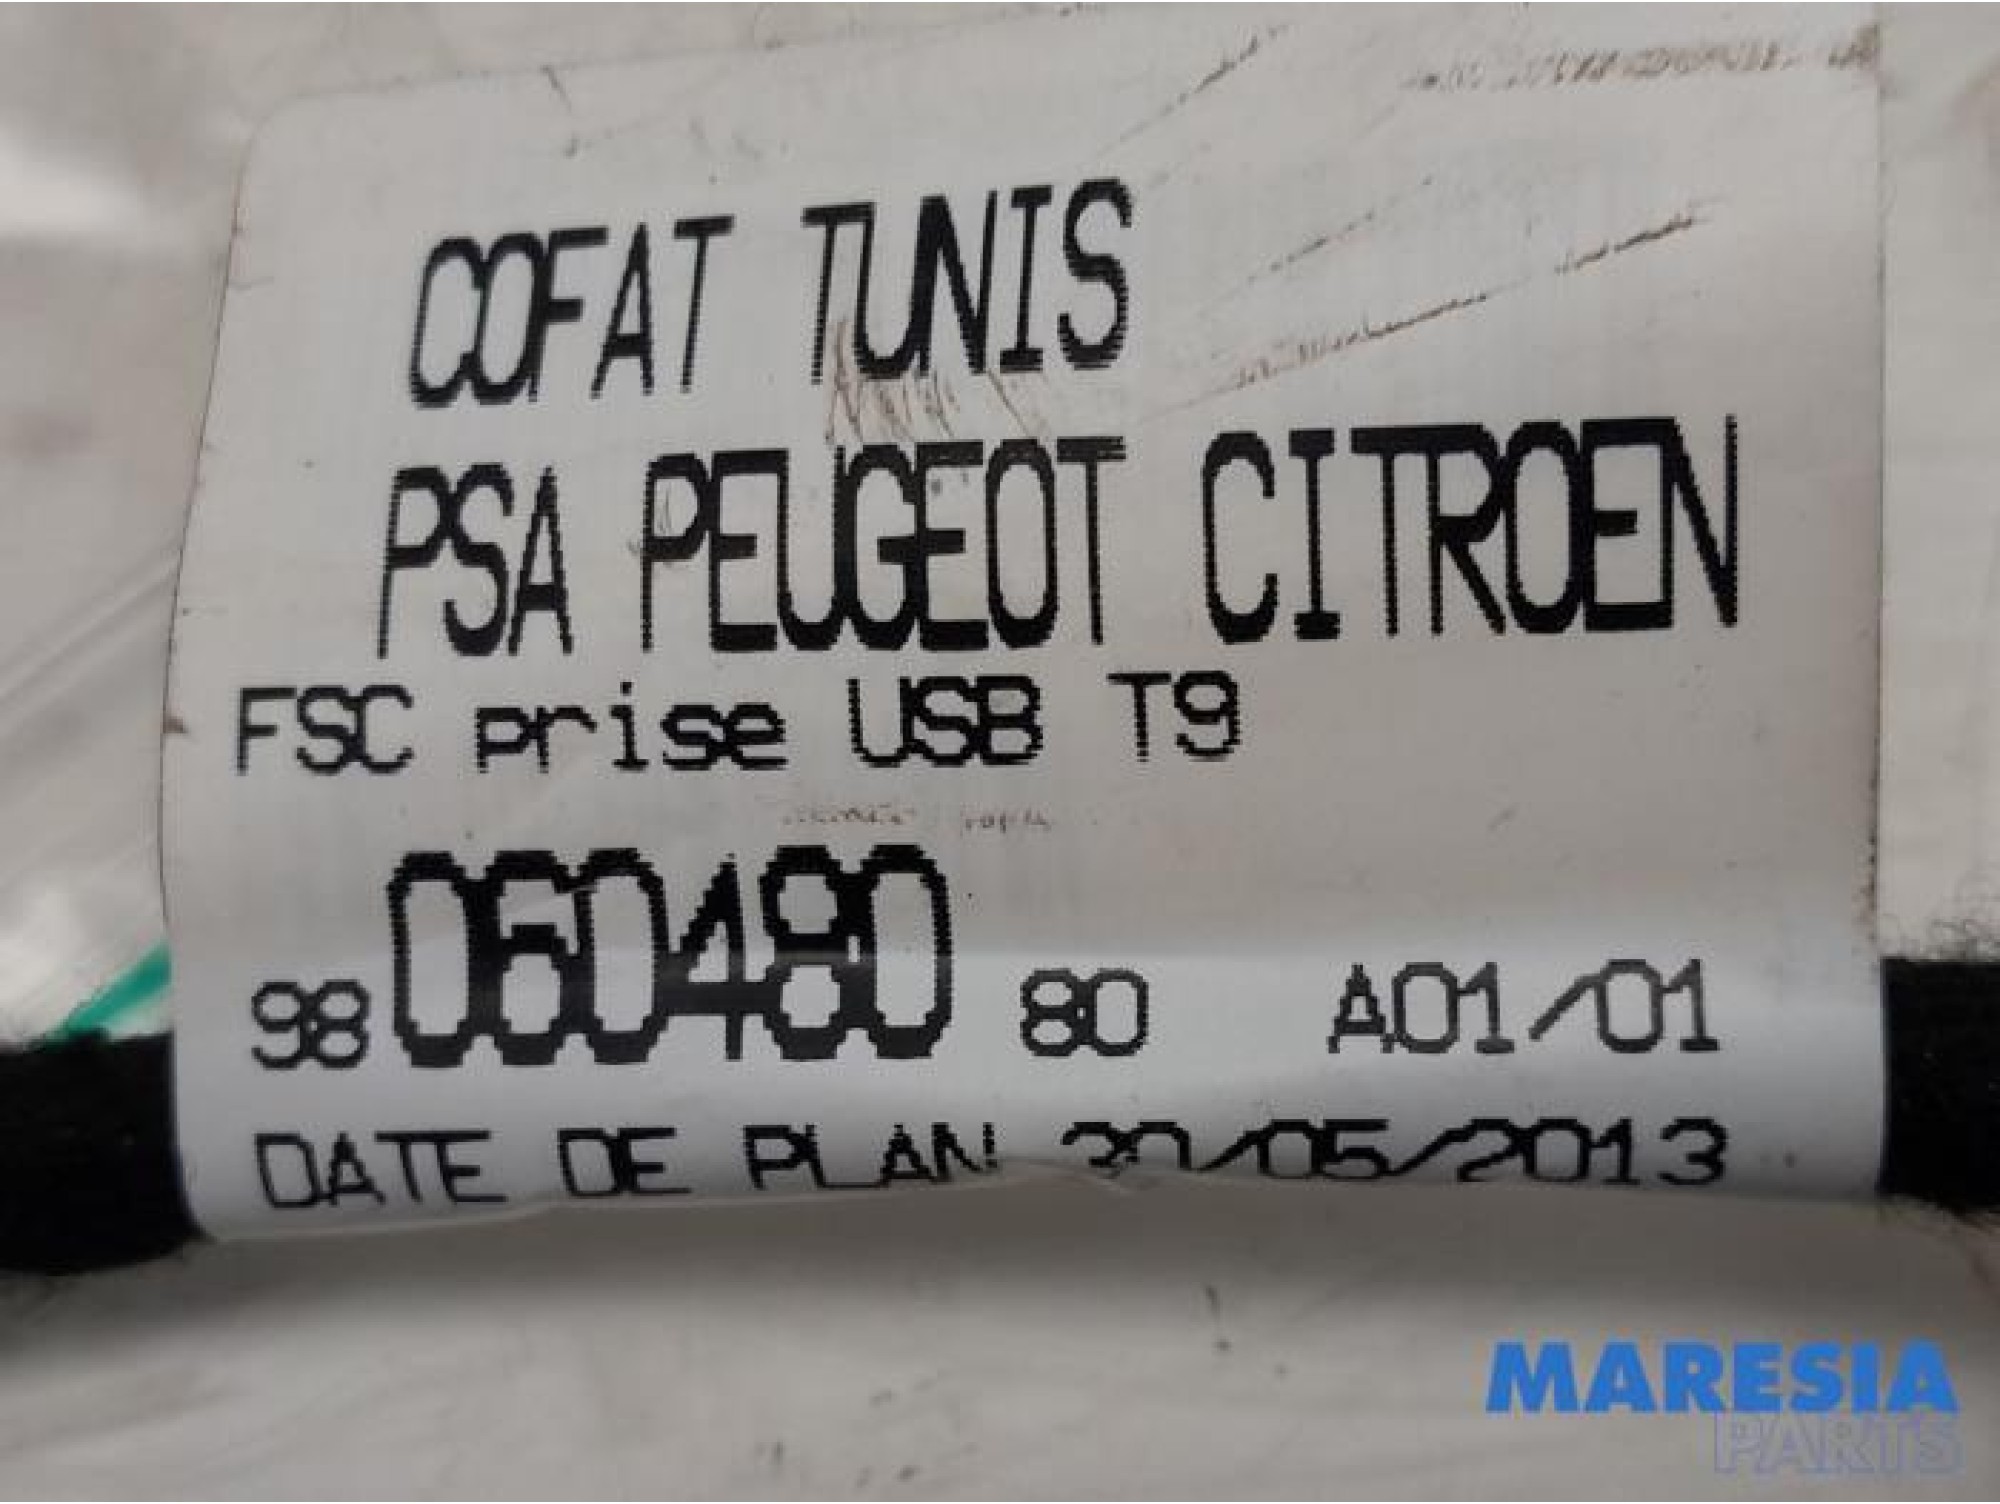 COFAT TUNIS
PSA PEUGEOT CITROEN
FSC prise USB T9
98 060480 80 A01/01
DATE DE PLAN 30/05/2013
MARESIA
PARTS